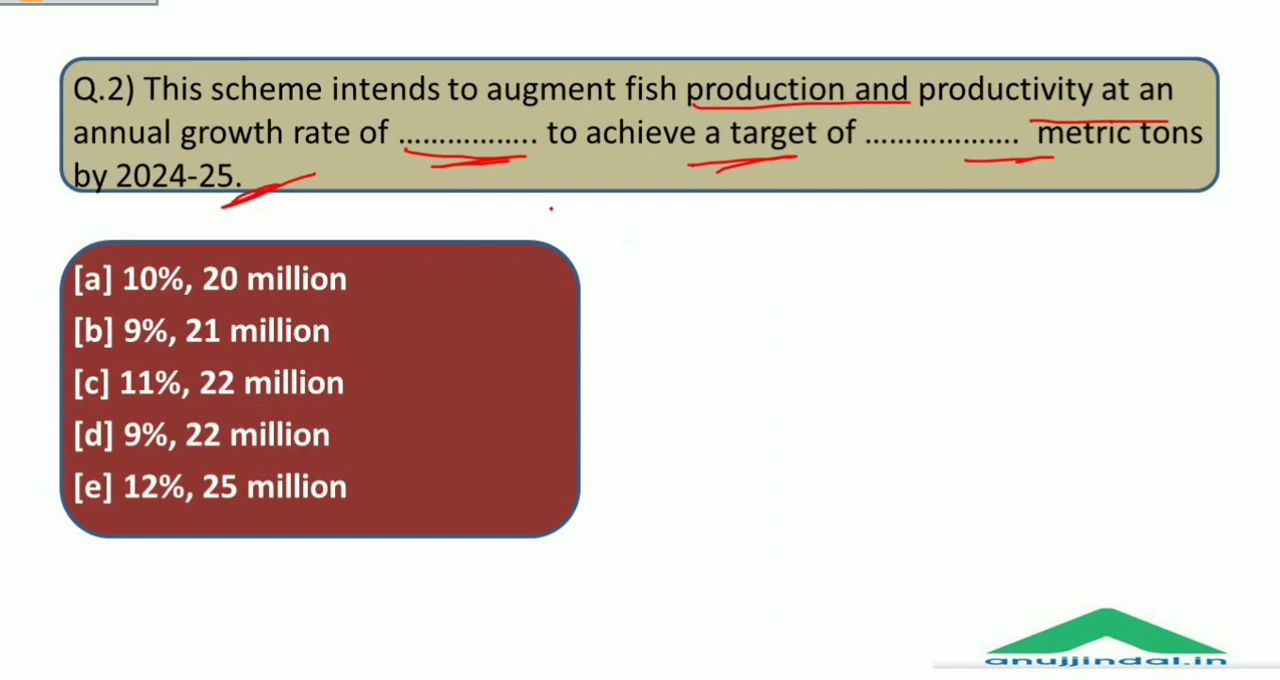 Q.2) This scheme intends to augment fish production and productivity at an
annual growth rate of ................ to achieve a target of ................... metric tons
by 2024-25.
[a] 10%, 20 million
[b] 9%, 21 million
[c] 11%, 22 million
[d] 9%, 22 million
[e] 12%, 25 million
anujjindal.in